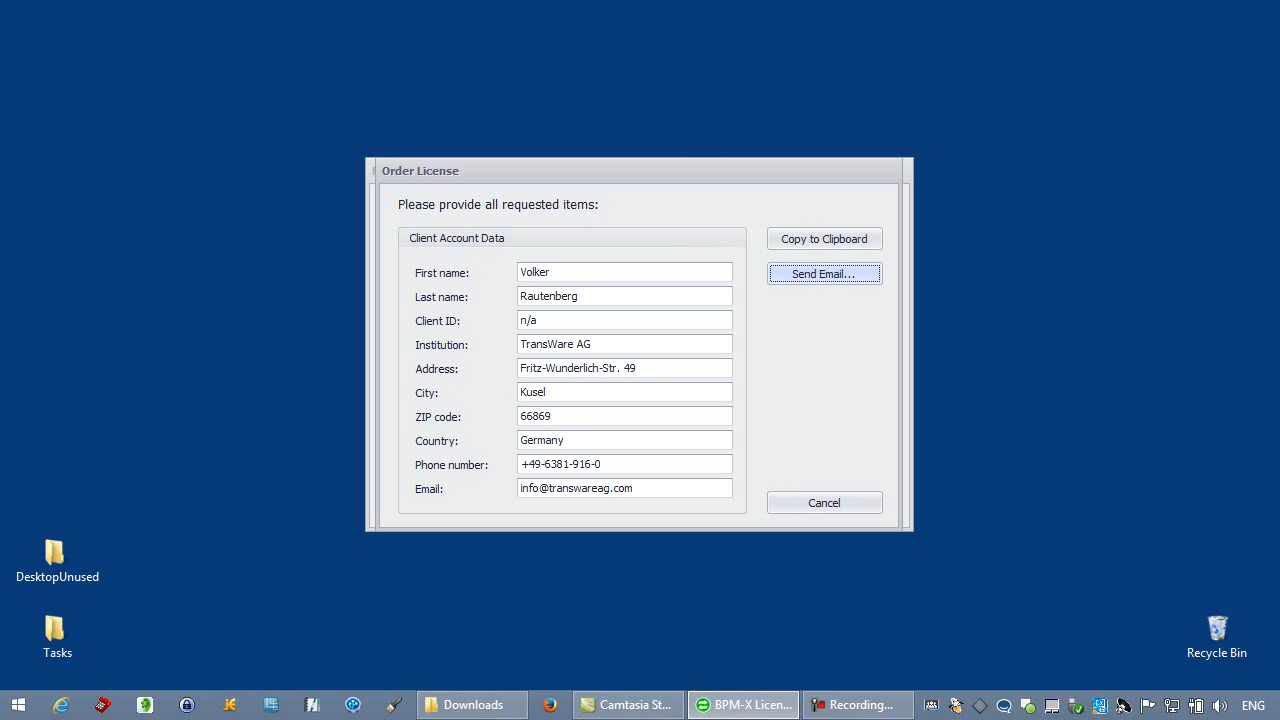 Order License
Please provide all requested items:
Client Account Data
Copy to Clipboard
First name: Volker
Send Email...
Last name: Rautenberg
Client ID: n/a
Institution: TransWare AG
Address: Fritz-Wunderlich-Str. 49
City: Kusel
ZIP code: 66869
Country: Germany
Phone number: +49-6381-916-0
Email: info@transwareag.com
Cancel
DesktopUnused
Tasks
Recycle Bin
Downloads
Camtasia St...
BPM-X Licen...
Recording...
ENG